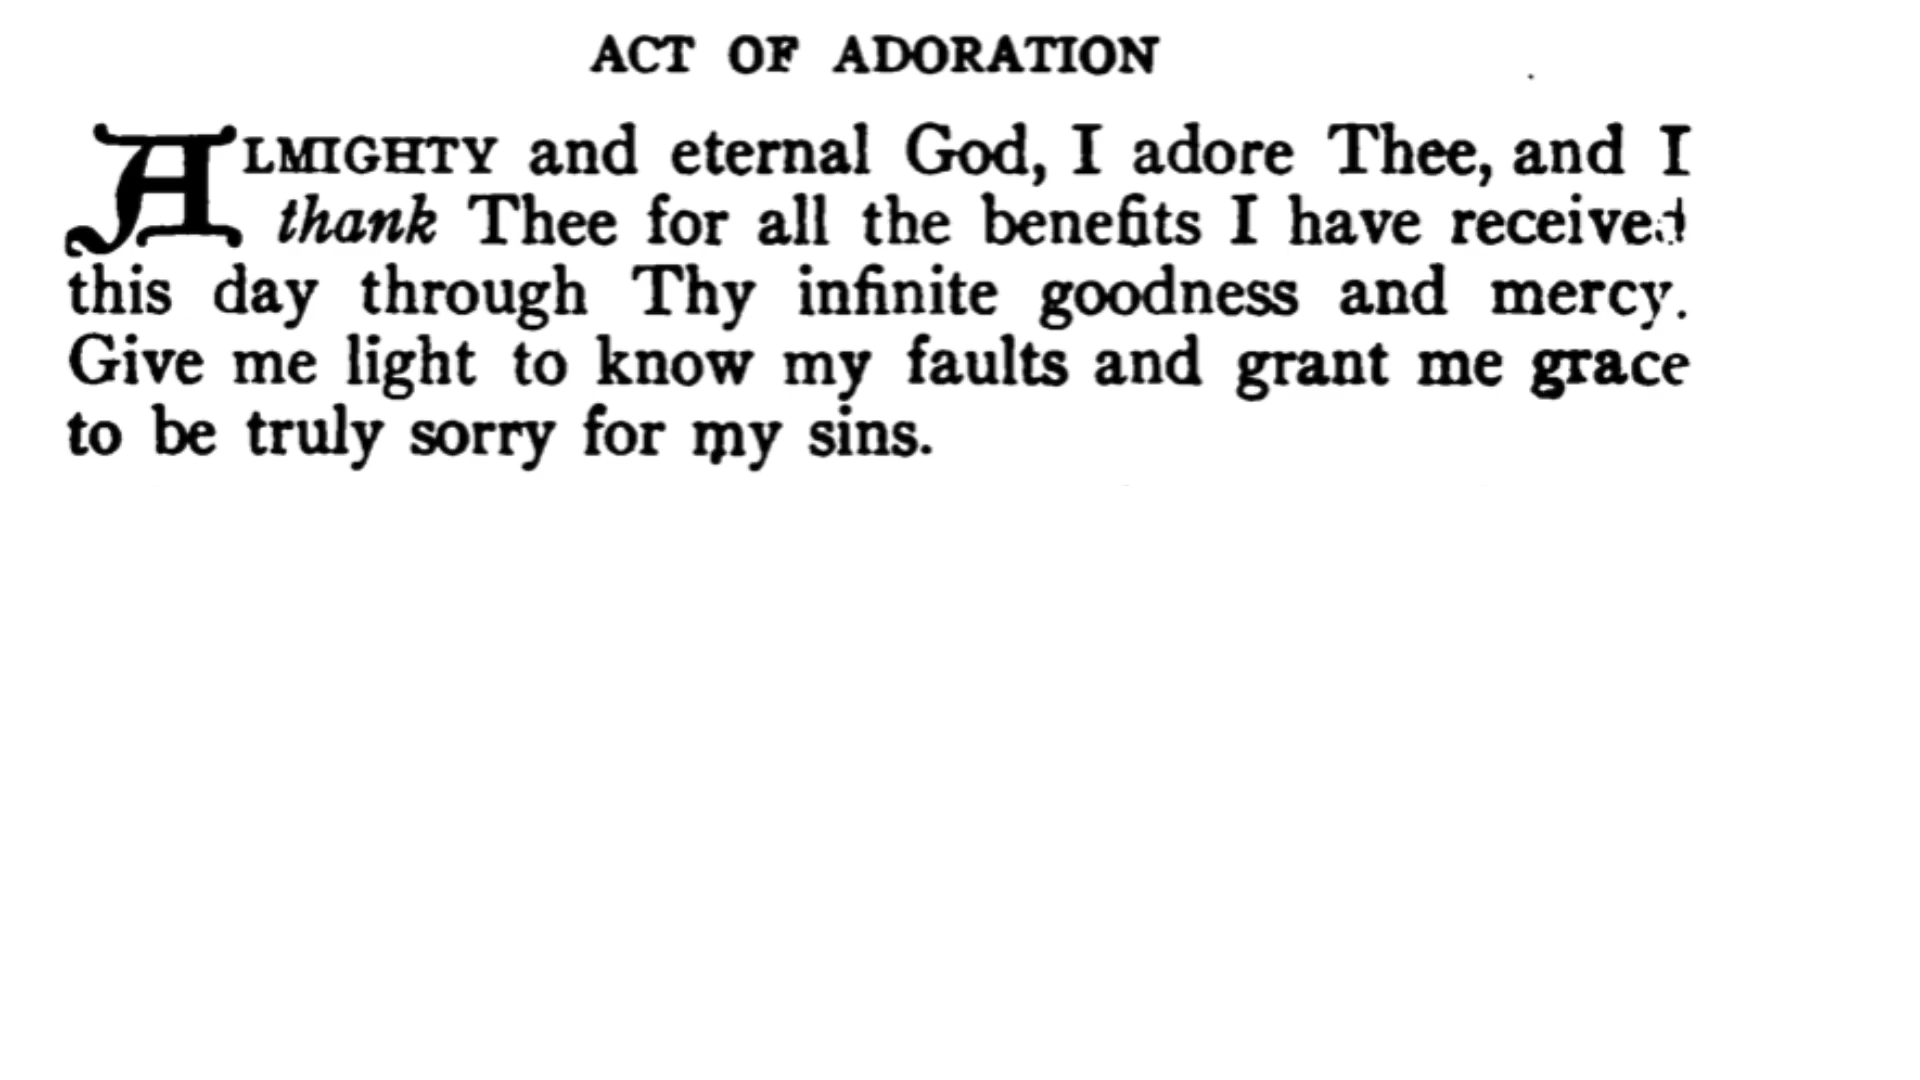 ACT OF ADORATION
ALMIGHTY and eternal God, I adore Thee, and I
thank Thee for all the benefits I have received
this day through Thy infinite goodness and mercy.
Give me light to know my faults and grant me grace
to be truly sorry for my sins.